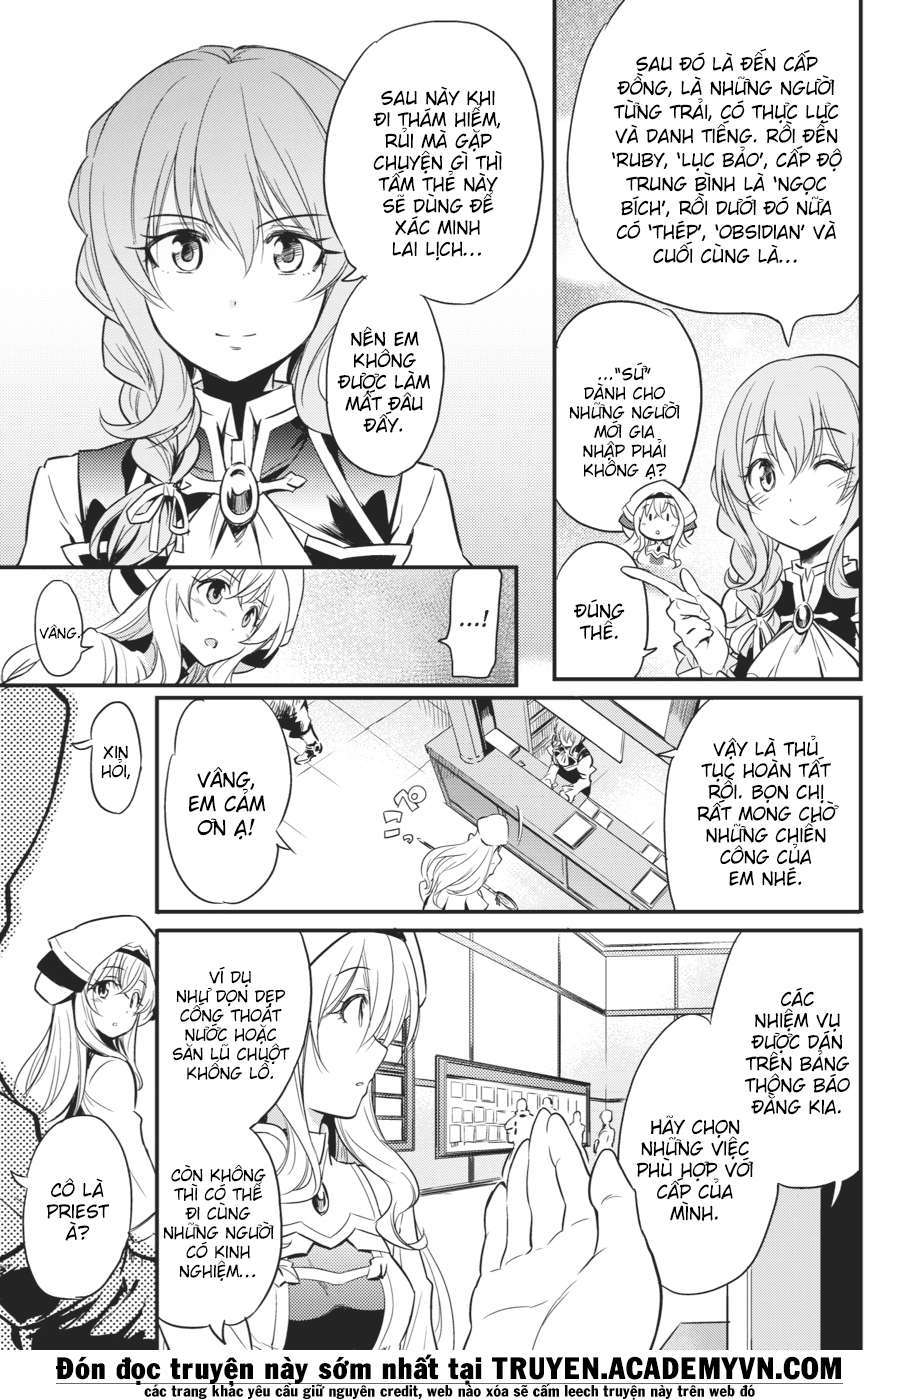 SAU ĐÓ LÀ ĐẾN CẤP
ĐỒNG, LÀ NHỮNG NGƯỜI
TỪNG TRẢI, CÓ THỰC LỰC
VÀ DANH TIẾNG. RỒI ĐẾN
'RUBY, 'LỤC BẢO', CẤP ĐỘ
TRUNG BÌNH LÀ 'NGỌC
BÍCH', RỒI DƯỚI ĐÓ NỮA
CÓ 'THÉP', 'OBSIDIAN' VÀ
CUỐI CÙNG LÀ...
..."SỨ"
DÀNH CHO
NHỮNG NGƯỜI
MỚI GIA
NHẬP PHẢI
KHÔNG Ạ?
ĐÚNG
THẾ.
SAU NÀY KHI
ĐI THÁM HIỂM,
RỦI MÀ GẶP
CHUYỆN GÌ THÌ
TẤM THẺ NÀY
SẼ DÙNG ĐỂ
XÁC MINH
LAI LỊCH...
NÊN EM
KHÔNG
ĐƯỢC LÀM
MẤT ĐÂU
ĐẤY.
...!
VÂNG.
VẬY LÀ THỦ
TỤC HOÀN TẤT
RỒI. BỌN CHỊ
RẤT MONG CHỜ
NHỮNG CHIẾN
CÔNG CỦA
EM NHÉ.
ペコ
VÂNG,
EM CẢM
ƠN Ạ!
CÁC
NHIỆM VỤ
ĐƯỢC DÁN
TRÊN BẢNG
THÔNG BÁO
ĐẰNG KIA.
HÃY CHỌN
NHỮNG VIỆC
PHÙ HỢP VỚI
CẤP CỦA
MÌNH.
VÍ DỤ
NHƯ DỌN DẸP
CỐNG THOÁT
NƯỚC HOẶC
SĂN LŨ CHUỘT
KHÔNG LỒ.
CÒN KHÔNG
THÌ CÓ THỂ
ĐI CÙNG
NHỮNG NGƯỜI
CÓ KINH
NGHIỆM...
XIN
HỎI,
CÔ LÀ
PRIEST
À?
Đón đọc truyện này sớm nhất tại TRUYEN.ACADEMYVN.COM
các trang khác yêu cầu giữ nguyên credit, web nào xóa sẽ cấm leech truyện này trên web đó